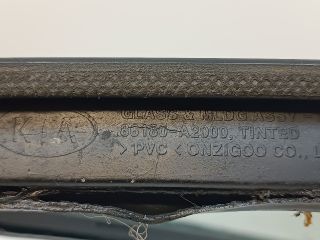 KIA
GLASS & MLDG ASSY -
86180-A2000, TINTED
>PVC< ONZIGOO CO., L